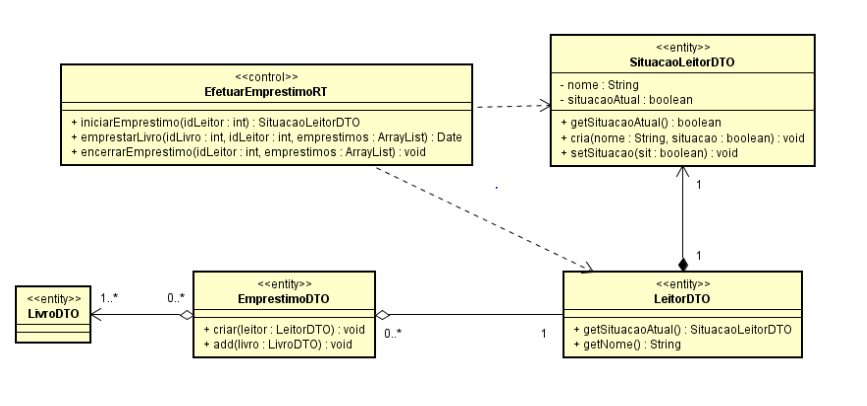 <<entity>>
SituacaoLeitorDTO
- nome : String
- situacaoAtual : boolean
+ getSituacaoAtual() : boolean
+ cria(nome : String, situacao : boolean) : void
+ setSituacao(sit : boolean) : void
<<control>>
EfetuarEmprestimoRT
+ iniciarEmprestimo(idLeitor : int) : SituacaoLeitorDTO
+ emprestarLivro(idLivro : int, idLeitor : int, emprestimos : ArrayList) : Date
+ encerrarEmprestimo(idLeitor : int, emprestimos : ArrayList) : void
1
1
<<entity>>
LivroDTO
1..*
0..*
<<entity>>
EmprestimoDTO
+ criar(leitor : LeitorDTO) : void
+ add(livro : LivroDTO) : void
0..*
1
<<entity>>
LeitorDTO
+ getSituacaoAtual() : SituacaoLeitorDTO
+ getNome() : String